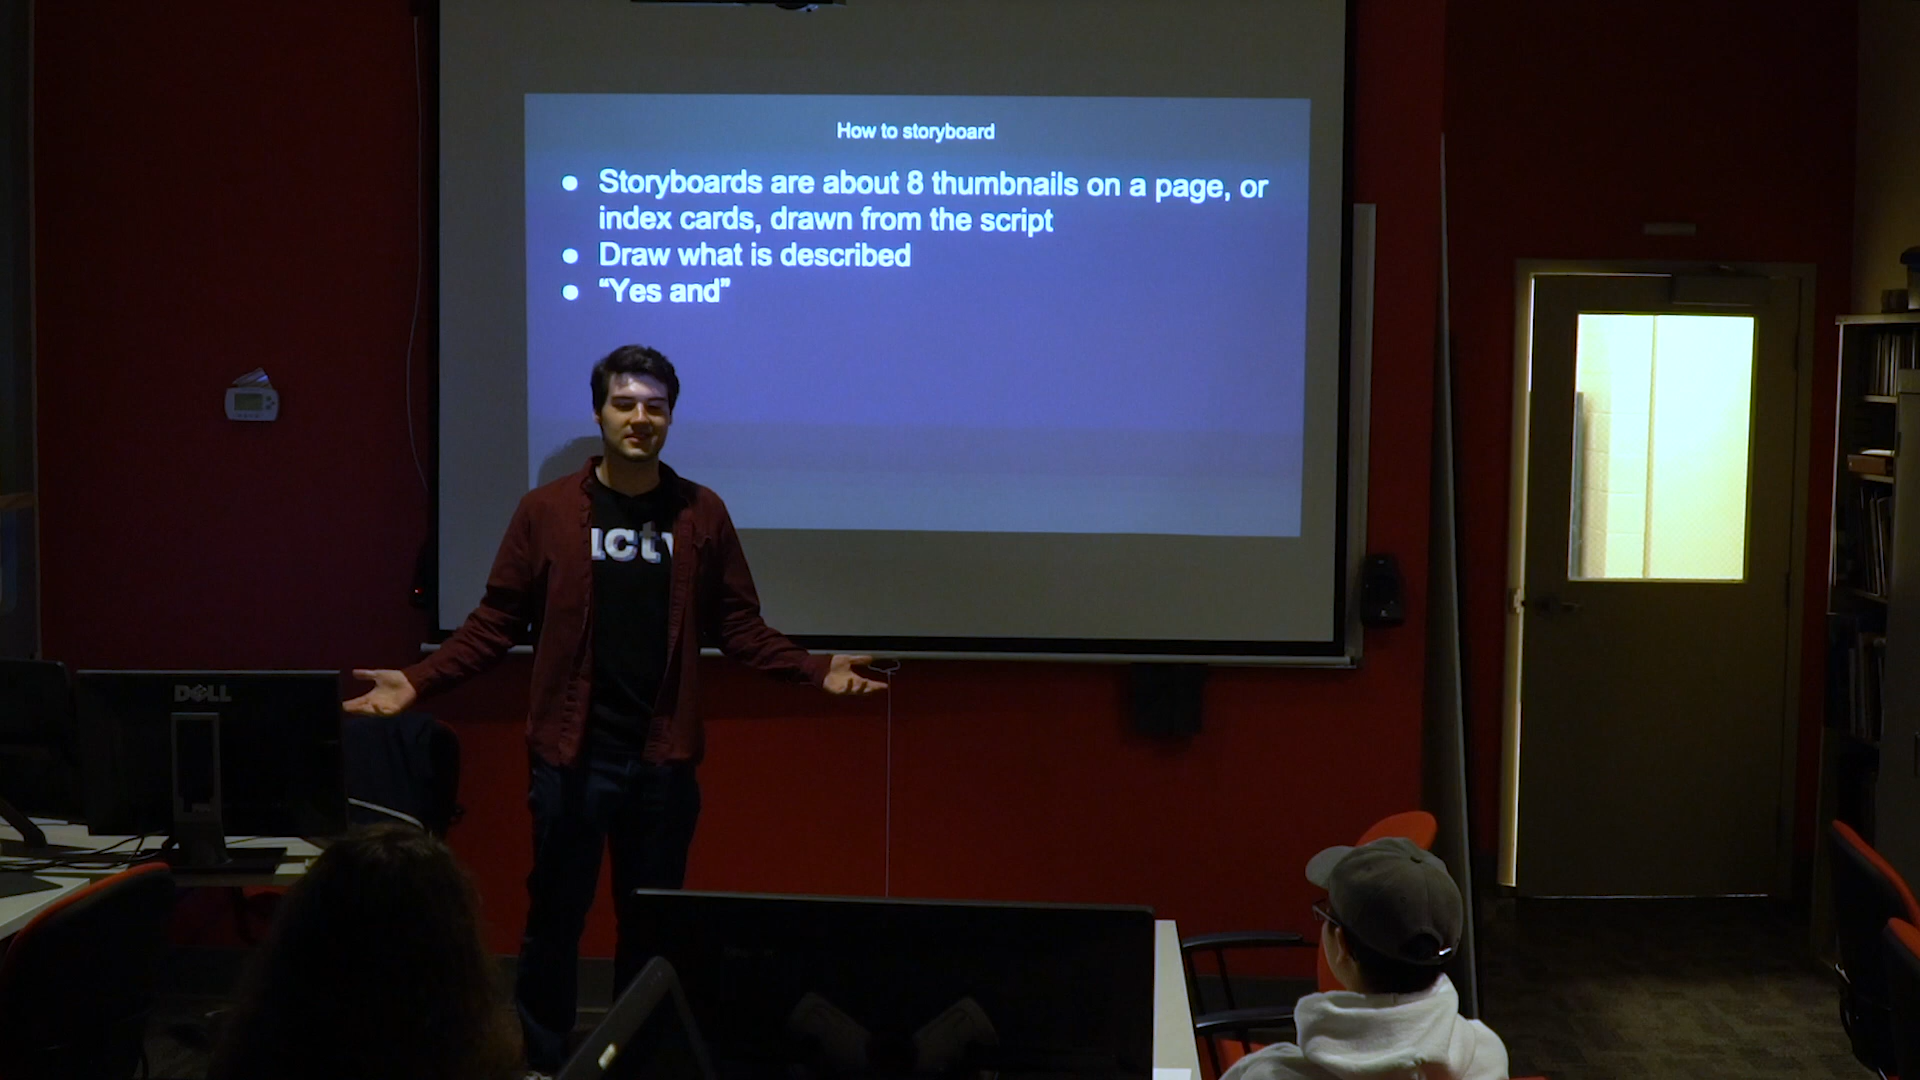 How to storyboard
● Storyboards are about 8 thumbnails on a page, or
index cards, drawn from the script
● Draw what is described
● “Yes and”
actv
DELL